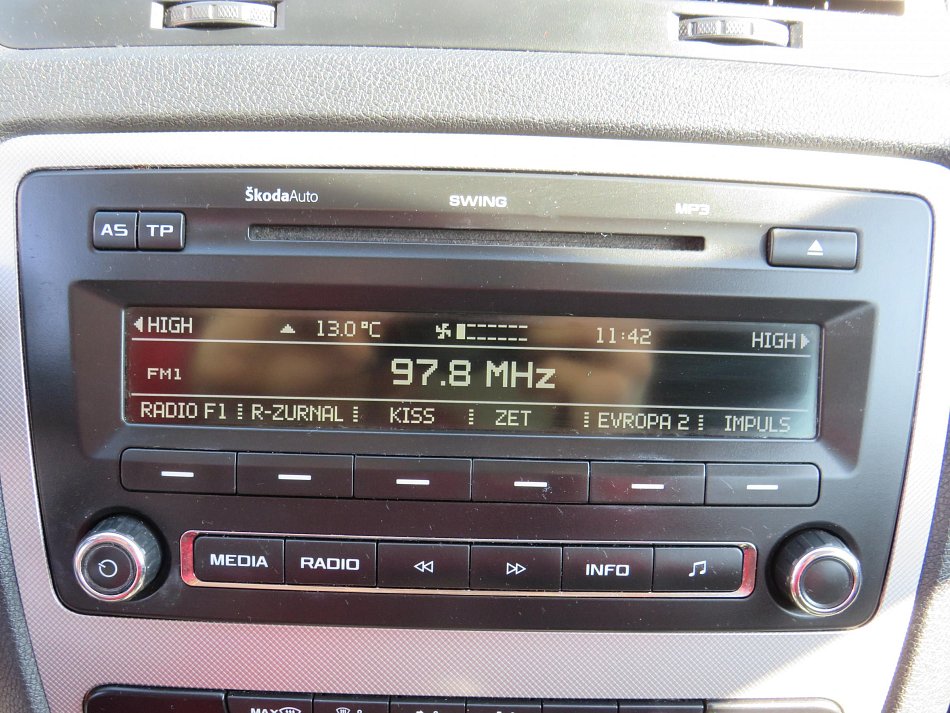 ŠkodaAuto SWING MP3
AS TP
HIGH 13.0 °C 11:42 HIGH
FM1 97.8 MHz
RADIO F1 R-ZURNAL KISS ZET EVROPA 2 IMPULS
MEDIA RADIO INFO
MAX